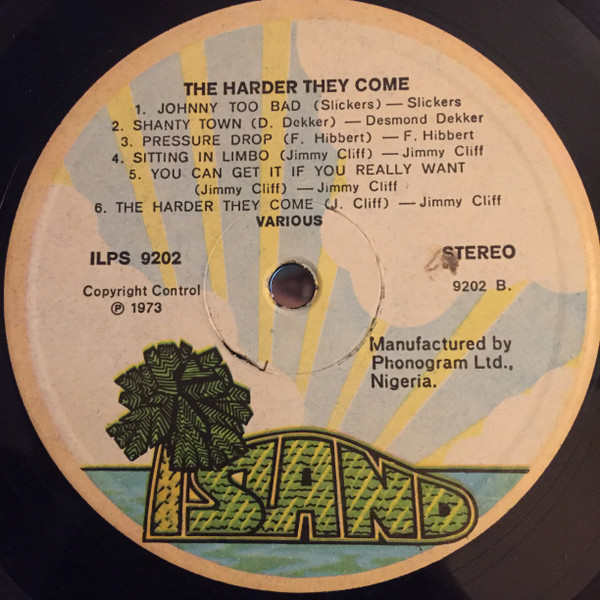 THE HARDER THEY COME
1. JOHNNY TOO BAD (Slickers) — Slickers
2. SHANTY TOWN (D. Dekker) — Desmond Dekker
3. PRESSURE DROP (F. Hibbert) — F. Hibbert
4. SITTING IN LIMBO (Jimmy Cliff) — Jimmy Cliff
5. YOU CAN GET IT IF YOU REALLY WANT
(Jimmy Cliff) — Jimmy Cliff
6. THE HARDER THEY COME (J. Cliff) — Jimmy Cliff
VARIOUS
ILPS 9202
STEREO
Copyright Control
℗ 1973
9202 B.
Manufactured by
Phonogram Ltd.,
Nigeria.
ISLAND